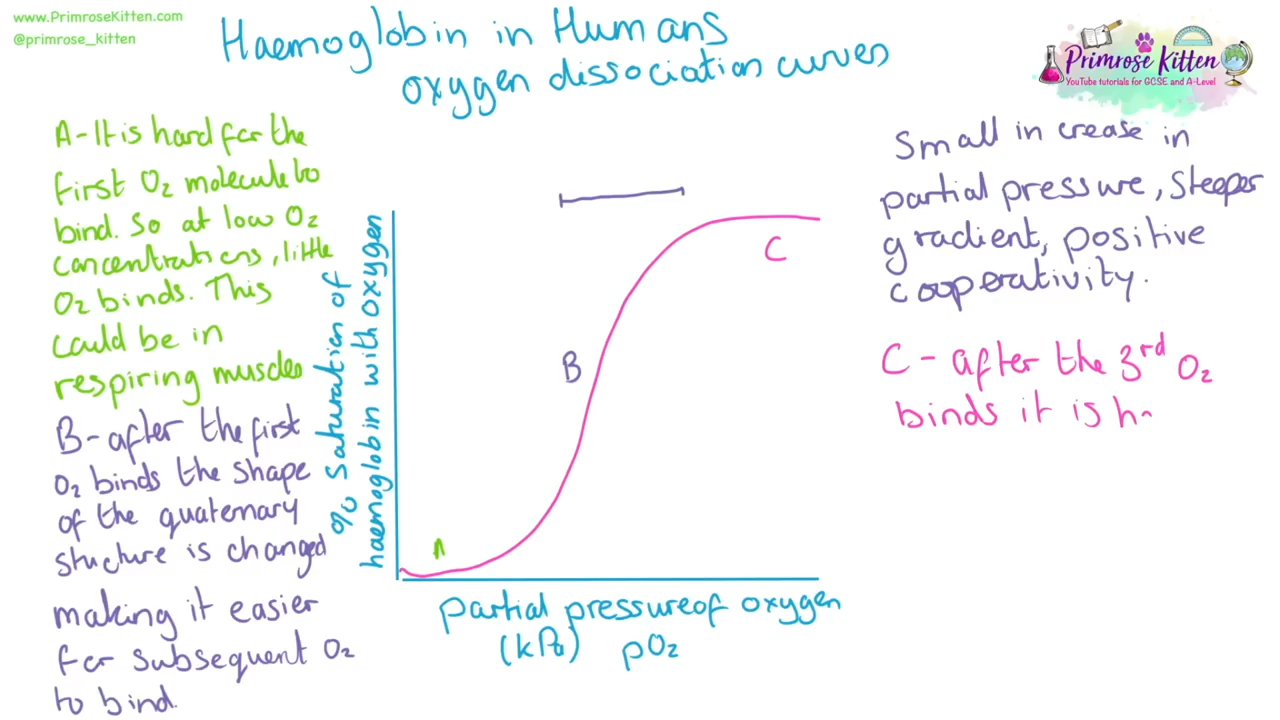 www.PrimroseKitten.com
@primrose_kitten
Haemoglobin in Humans
oxygen dissociation curves
Primrose Kitten
YouTube tutorials for GCSE and A-Level
A-It is hard for the
first O₂ molecule to
bind. So at low O₂
concentrations, little
O₂ binds. This
could be in
respiring muscles
B-after the first
O₂ binds the shape
of the quaternary
stucture is changed
making it easier
for subsequent O₂
to bind.
% Saturation of
haemoglobin with oxygen
A
B
C
partial pressure of oxygen
(kPa) pO₂
Small in crease in
partial pressure, steeper
gradient, positive
cooperativity.
C - after the 3rd O₂
binds it is h